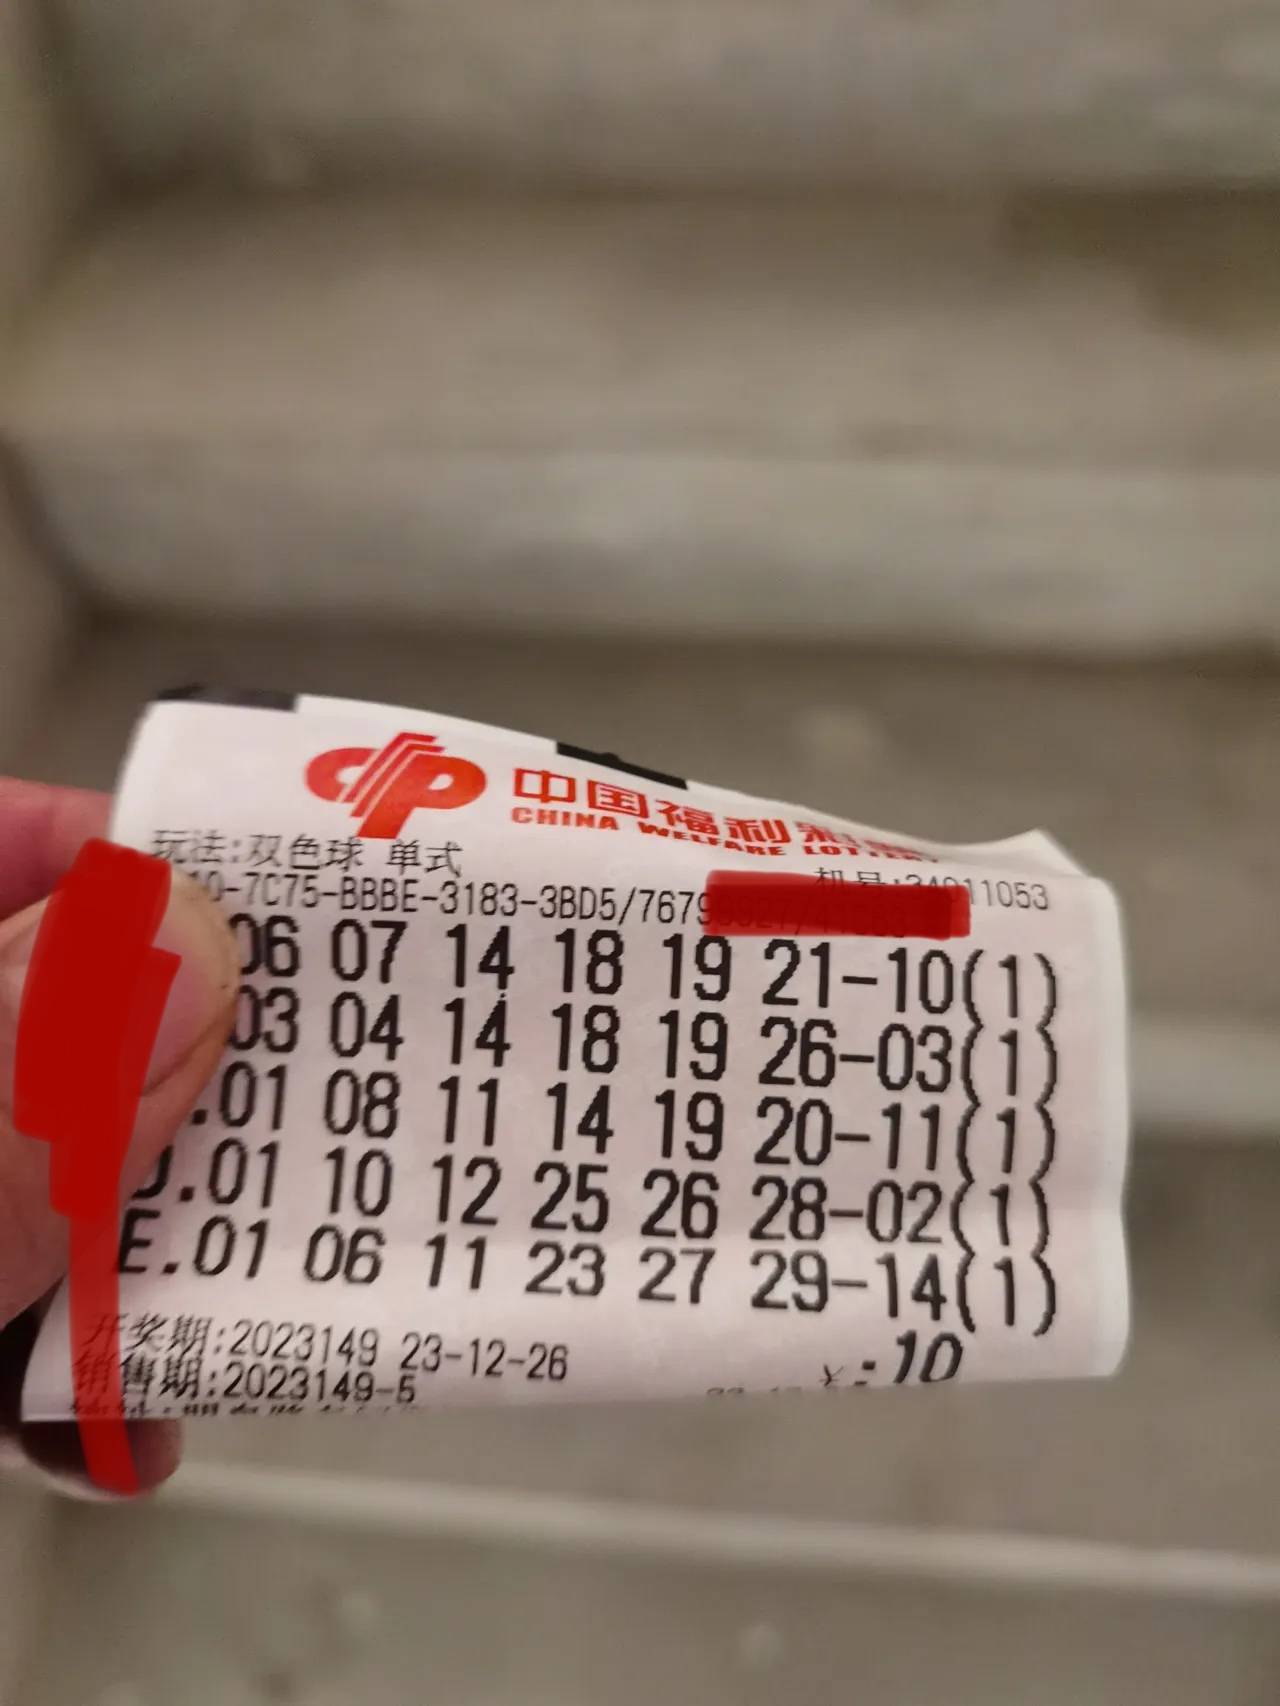 中国福利彩票
CHINA WELFARE LOTTERY
玩法:双色球 单式
机号:34011053
10-7C75-BBBE-3183-3BD5/7679
06 07 14 18 19 21-10(1)
03 04 14 18 19 26-03(1)
.01 08 11 14 19 20-11(1)
D.01 10 12 25 26 28-02(1)
E.01 06 11 23 27 29-14(1)
开奖期:2023149 23-12-26
¥:10
销售期:2023149-5